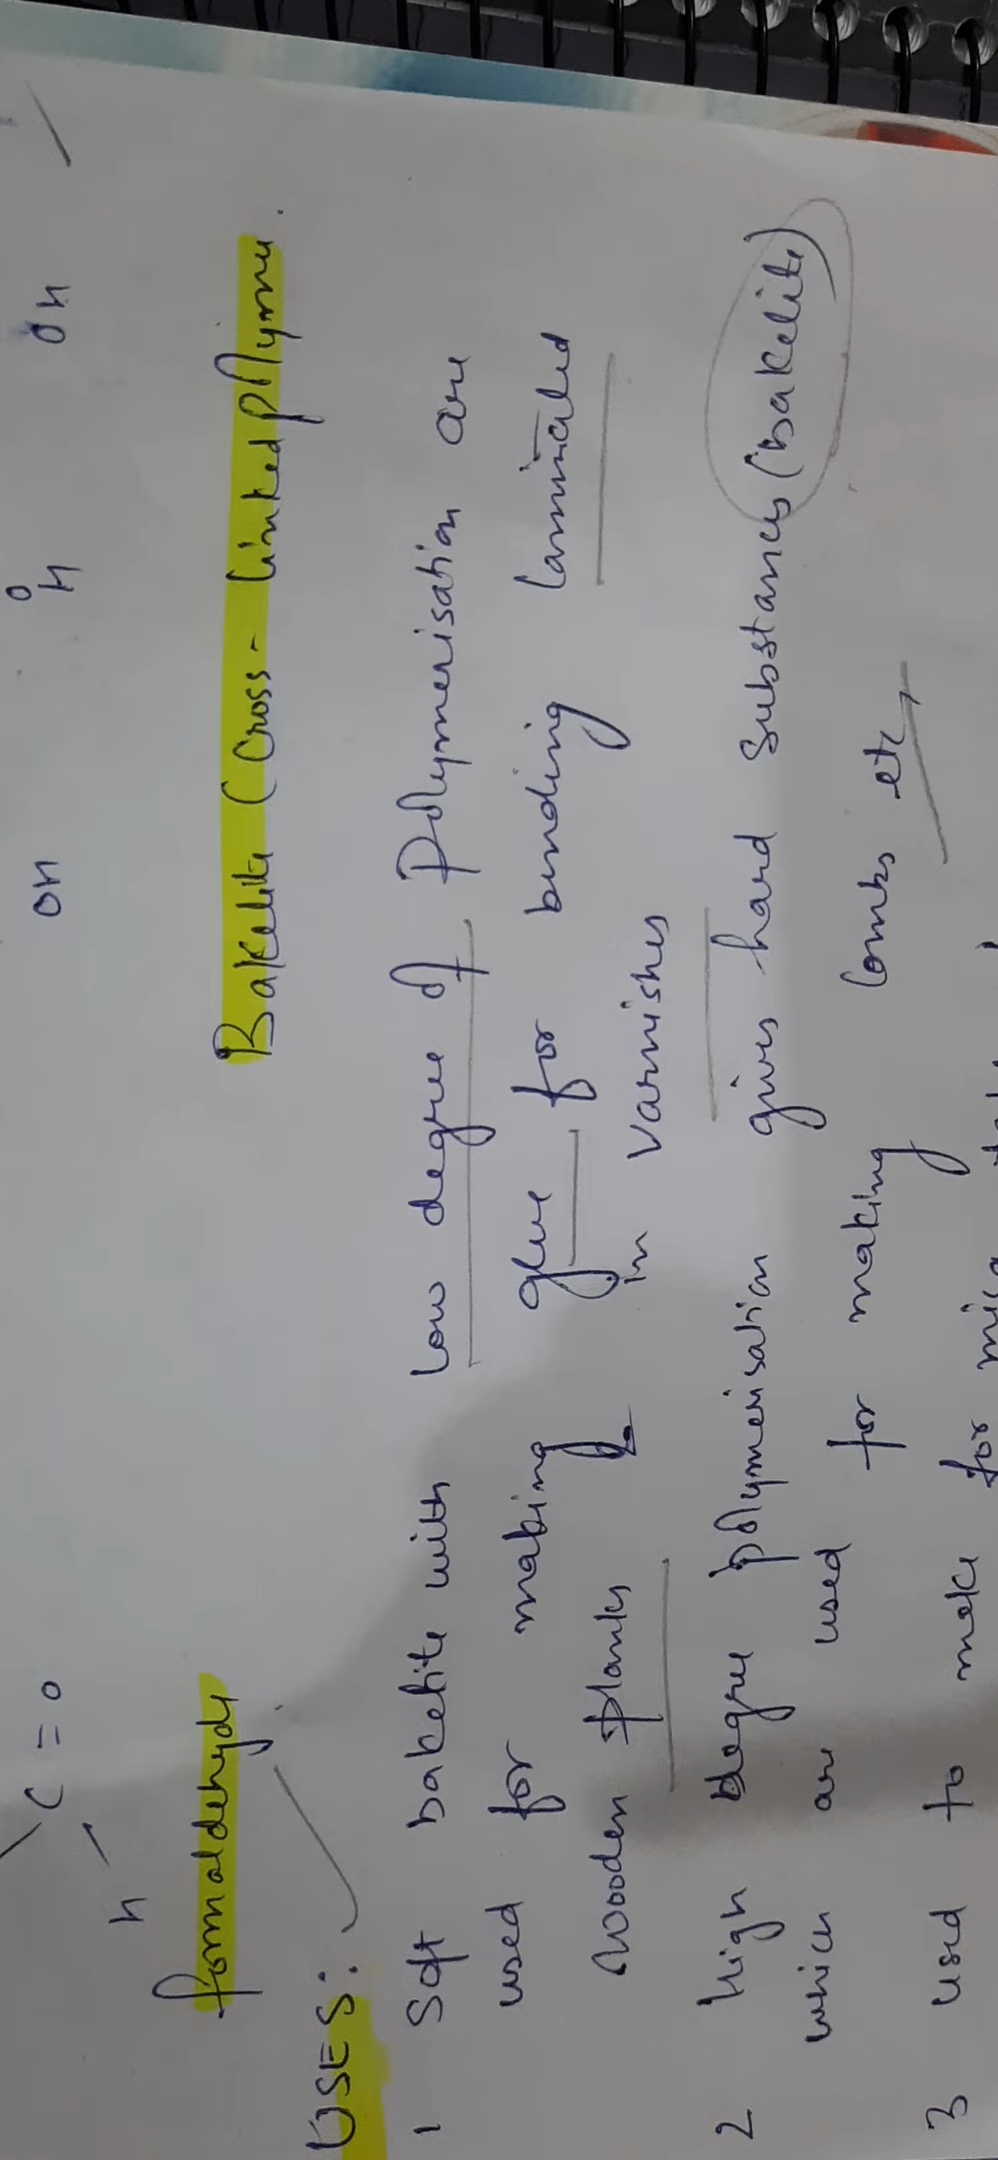 OH OH OH
H
C = O
H
formaldehyde Bakelite (Cross-linked polymer.
USES:
1 Soft bakelite with low degree of polymerisation are
used for making glue for binding laminated
wooden planks in varnishes
2 High degree polymerisation gives hard substances (bakelite)
which are used for making combs etc,
3 used to make for